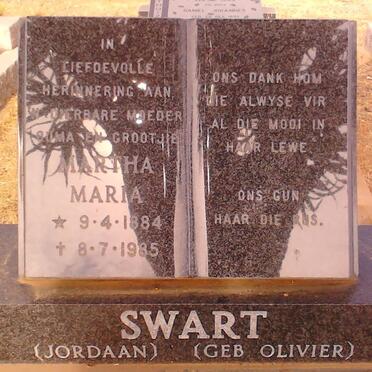 DANIEL JOHANNES
IN
LIEFDEVOLLE
HERINNERING AAN
DIERBARE MOEDER
OUMA EN GROOTJIE
MARTHA
MARIA
★ 9-4-1884
✝ 8-7-1985
ONS DANK HOM
DIE ALWYSE VIR
AL DIE MOOI IN
HAAR LEWE.
ONS GUN
HAAR DIE RUS.
SWART
(JORDAAN) (GEB OLIVIER)